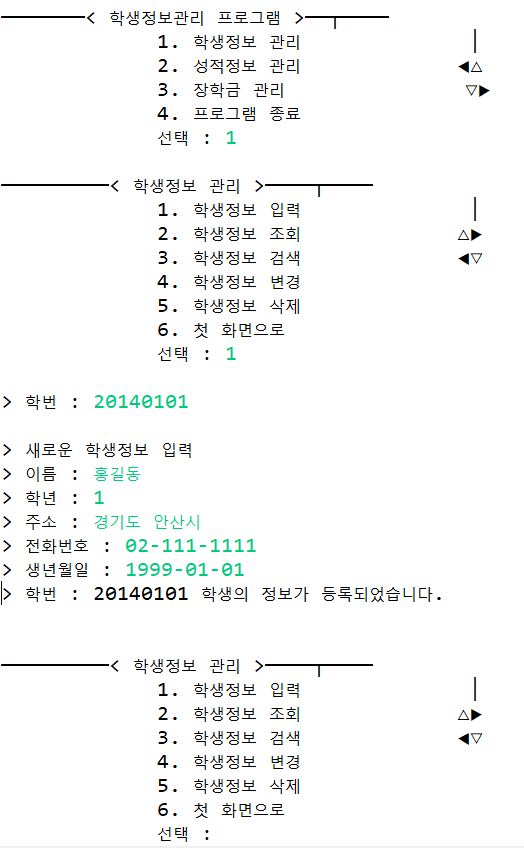 ───────< 학생정보관리 프로그램 >──┬────
1. 학생정보 관리 │
2. 성적정보 관리 ◀△
3. 장학금 관리 ▽▶
4. 프로그램 종료
선택 : 1
─────────< 학생정보 관리 >────┬────
1. 학생정보 입력 │
2. 학생정보 조회 △▶
3. 학생정보 검색 ◀▽
4. 학생정보 변경
5. 학생정보 삭제
6. 첫 화면으로
선택 : 1
> 학번 : 20140101
> 새로운 학생정보 입력
> 이름 : 홍길동
> 학년 : 1
> 주소 : 경기도 안산시
> 전화번호 : 02-111-1111
> 생년월일 : 1999-01-01
> 학번 : 20140101 학생의 정보가 등록되었습니다.
─────────< 학생정보 관리 >────┬────
1. 학생정보 입력 │
2. 학생정보 조회 △▶
3. 학생정보 검색 ◀▽
4. 학생정보 변경
5. 학생정보 삭제
6. 첫 화면으로
선택 :